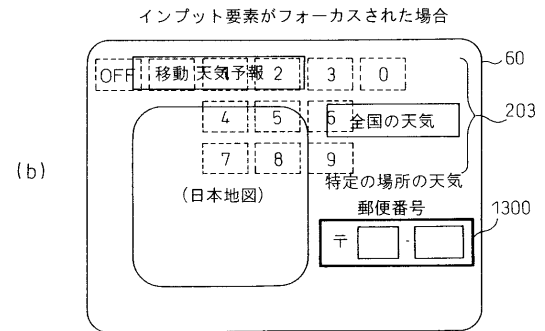 インプット要素がフォーカスされた場合
(b)
60
OFF 移動 天気予報 1 2 3 0
4 5 6 全国の天気
203
7 8 9
特定の場所の天気
(日本地図)
郵便番号
〒 -
1300